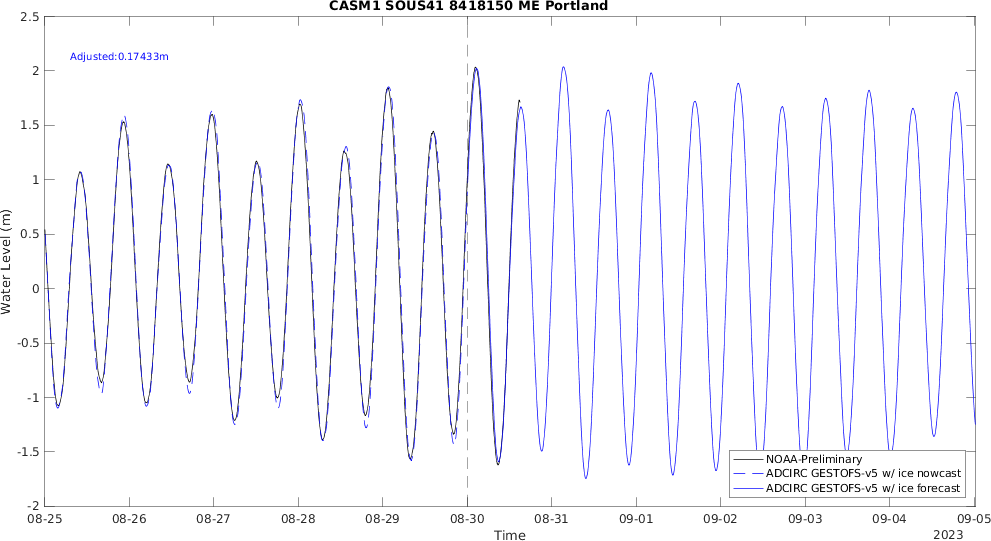 CASM1 SOUS41 8418150 ME Portland
2.5
2
1.5
1
0.5
0
-0.5
-1
-1.5
-2
Water Level (m)
Adjusted:0.17433m
NOAA-Preliminary
ADCIRC GESTOFS-v5 w/ ice nowcast
ADCIRC GESTOFS-v5 w/ ice forecast
08-25 08-26 08-27 08-28 08-29 08-30 08-31 09-01 09-02 09-03 09-04 09-05
Time
2023